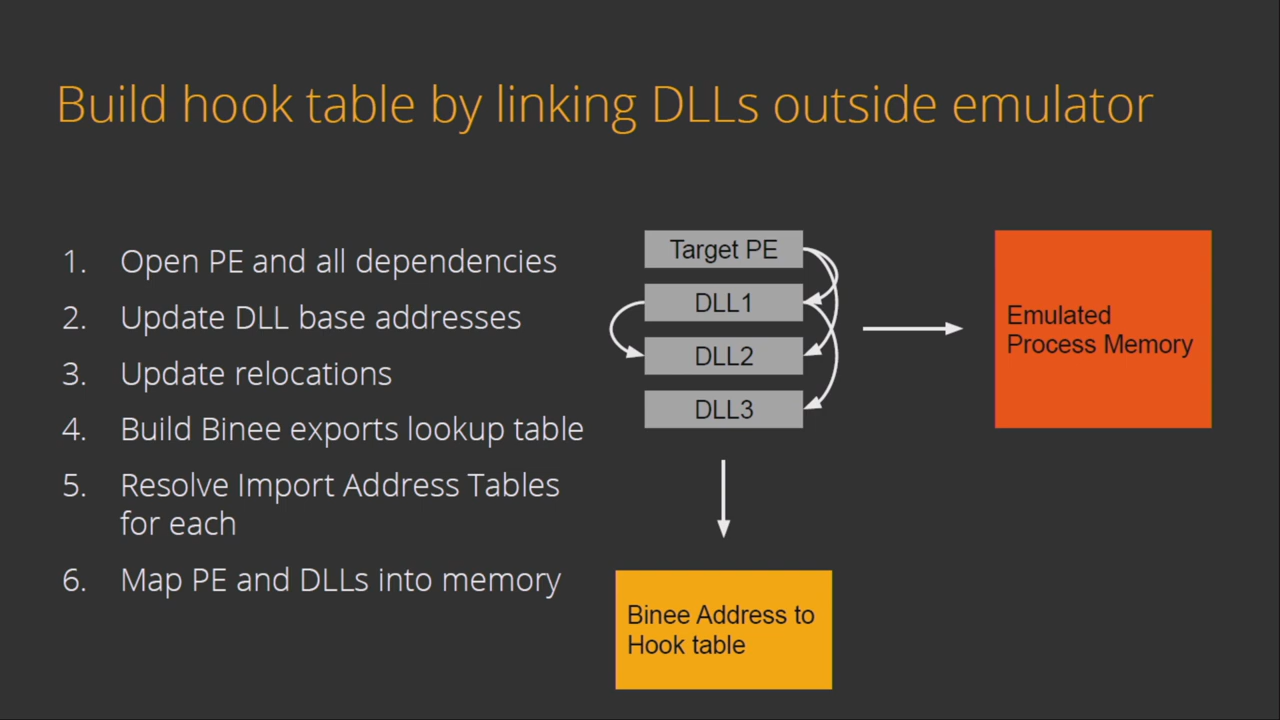 Build hook table by linking DLLs outside emulator
1. Open PE and all dependencies
2. Update DLL base addresses
3. Update relocations
4. Build Binee exports lookup table
5. Resolve Import Address Tables
for each
6. Map PE and DLLs into memory
Target PE
DLL1
DLL2
DLL3
Emulated
Process Memory
Binee Address to
Hook table